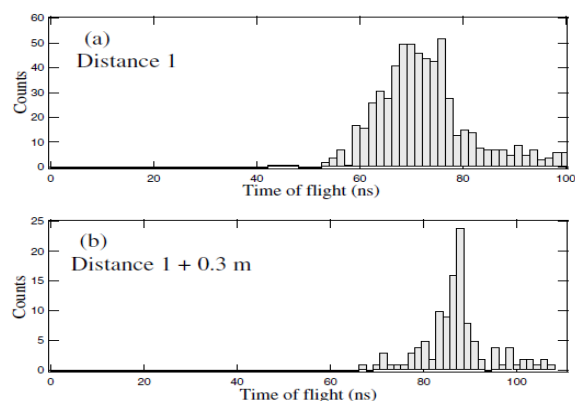 60
50
40
30
20
10
0
Counts
(a)
Distance 1
0 20 40 60 80 100
Time of flight (ns)
25
20
15
10
5
0
Counts
(b)
Distance 1 + 0.3 m
0 20 40 60 80 100
Time of flight (ns)